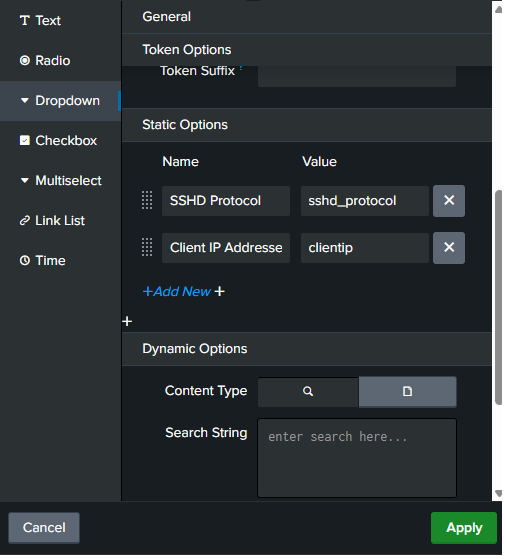 Text
Radio
Dropdown
Checkbox
Multiselect
Link List
Time
General
Token Options
Token Suffix ?
Static Options
Name Value
SSHD Protocol sshd_protocol
Client IP Addresse clientip
+Add New +
+
Dynamic Options
Content Type
Search String enter search here...
Cancel Apply